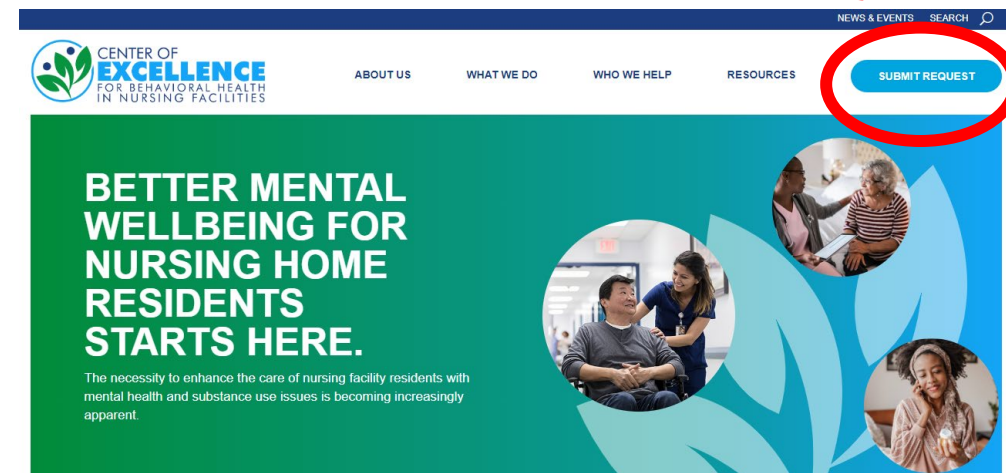 NEWS & EVENTS SEARCH
CENTER OF
EXCELLENCE
FOR BEHAVIORAL HEALTH
IN NURSING FACILITIES
ABOUT US WHAT WE DO WHO WE HELP RESOURCES SUBMIT REQUEST
BETTER MENTAL
WELLBEING FOR
NURSING HOME
RESIDENTS
STARTS HERE.
The necessity to enhance the care of nursing facility residents with
mental health and substance use issues is becoming increasingly
apparent.